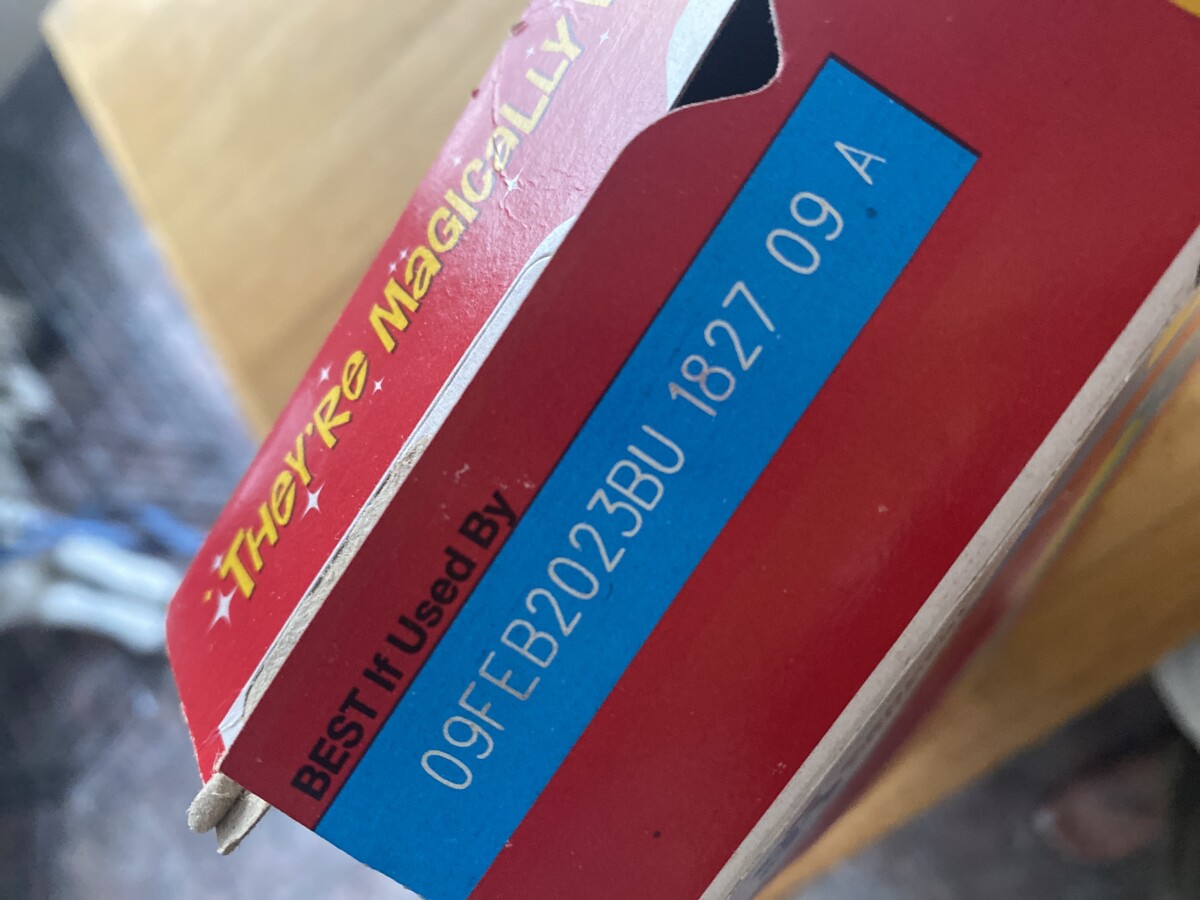 "THeY'Re MaGICaLLY
BEST If Used By
09FEB2023BU 1827 09 A